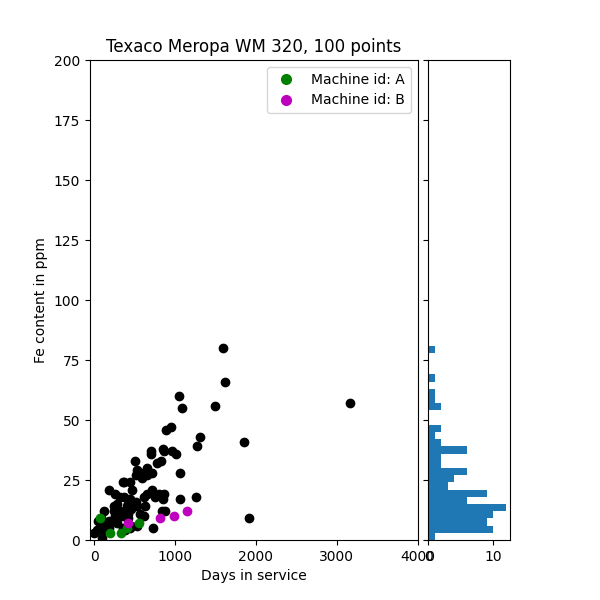 Texaco Meropa WM 320, 100 points
Machine id: A
Machine id: B
200
175
150
125
100
75
50
25
0
Fe content in ppm
0 1000 2000 3000 4000
0 10
Days in service